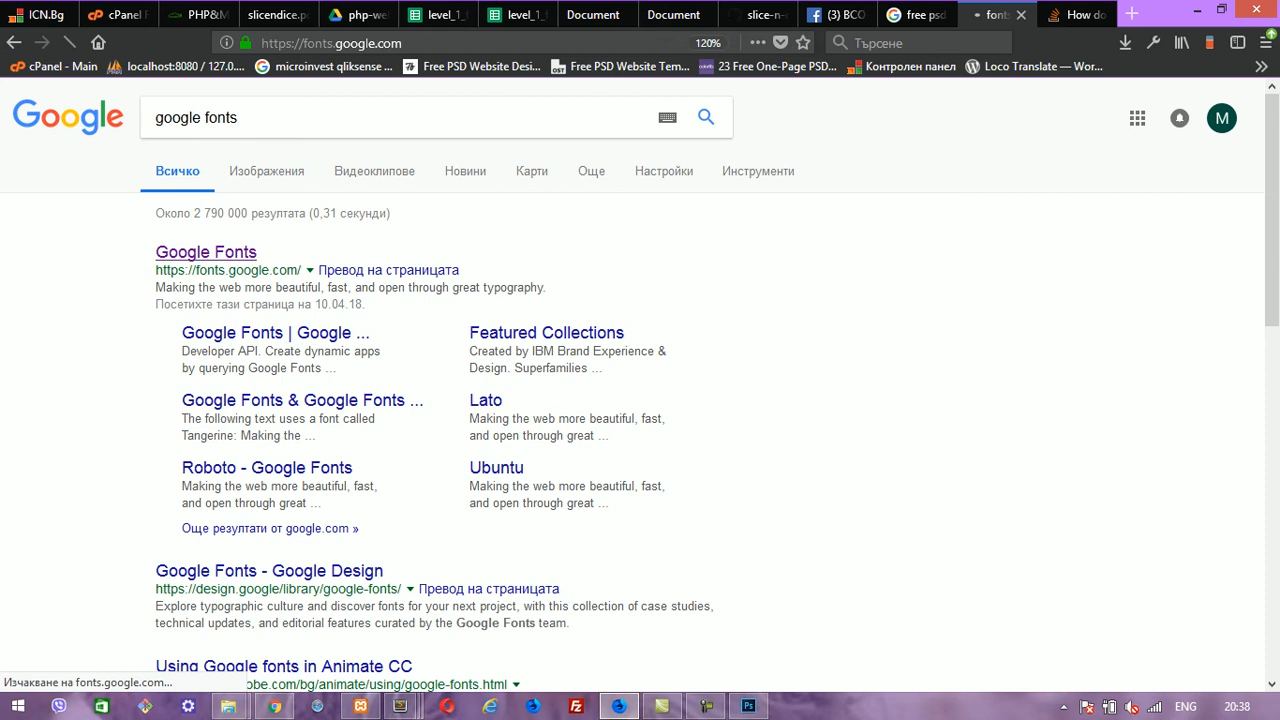 ICN.Bg
cPanel F
PHP&M
slicendice.po
php-we
level_1_f
level_1_
Document
Document
slice-n-d
(3) BCO
free psd
fonts
How do
https://fonts.google.com
120%
Търсене
cPanel - Main
localhost:8080 / 127.0...
microinvest qliksense ...
Free PSD Website Desi...
Free PSD Website Tem...
23 Free One-Page PSD...
Контролен панел
Loco Translate — Wor...
Google
google fonts
M
Всичко
Изображения
Видеоклипове
Новини
Карти
Още
Настройки
Инструменти
Около 2 790 000 резултата (0,31 секунди)
Google Fonts
https://fonts.google.com/ Превод на страницата
Making the web more beautiful, fast, and open through great typography.
Посетихте тази страница на 10.04.18.
Google Fonts | Google ...
Developer API. Create dynamic apps
by querying Google Fonts ...
Featured Collections
Created by IBM Brand Experience &
Design. Superfamilies ...
Google Fonts & Google Fonts ...
The following text uses a font called
Tangerine: Making the ...
Lato
Making the web more beautiful, fast,
and open through great ...
Roboto - Google Fonts
Making the web more beautiful, fast,
and open through great ...
Ubuntu
Making the web more beautiful, fast,
and open through great ...
Още резултати от google.com »
Google Fonts - Google Design
https://design.google/library/google-fonts/ Превод на страницата
Explore typographic culture and discover fonts for your next project, with this collection of case studies,
technical updates, and editorial features curated by the Google Fonts team.
Using Google fonts in Animate CC
obe.com/bg/animate/using/google-fonts.html
Изчакване на fonts.google.com...
ENG
20:38